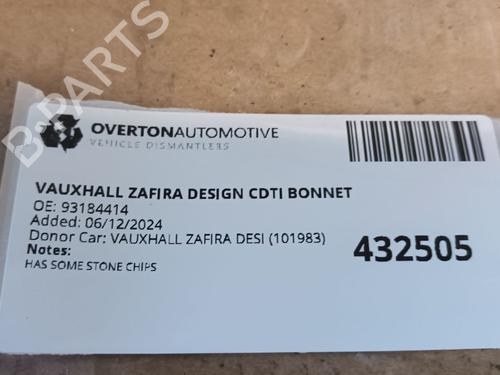 B-PARTS
OVERTONAUTOMOTIVE
VEHICLE DISMANTLERS
VAUXHALL ZAFIRA DESIGN CDTI BONNET
OE: 93184414
Added: 06/12/2024
Donor Car: VAUXHALL ZAFIRA DESI (101983)
Notes:
HAS SOME STONE CHIPS
432505